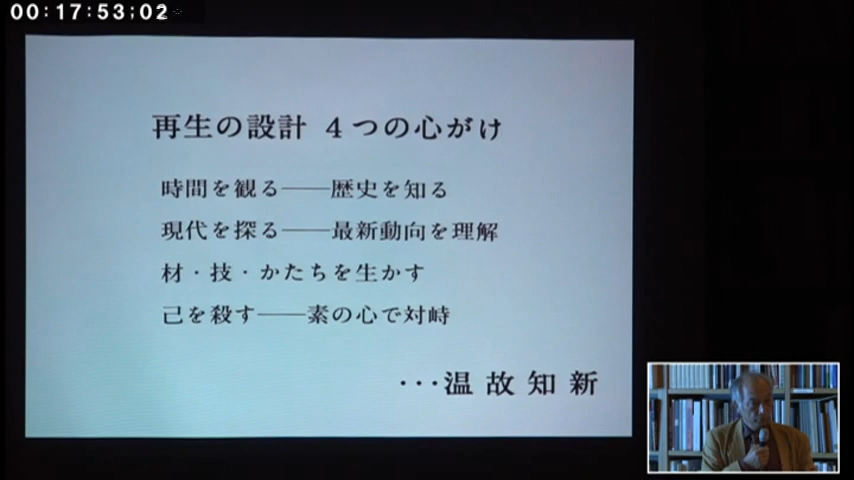 00:17:53;02
再生の設計 4つの心がけ
時間を観る──歴史を知る
現代を探る──最新動向を理解
材・技・かたちを生かす
己を殺す──素の心で対峙
･･･温故知新